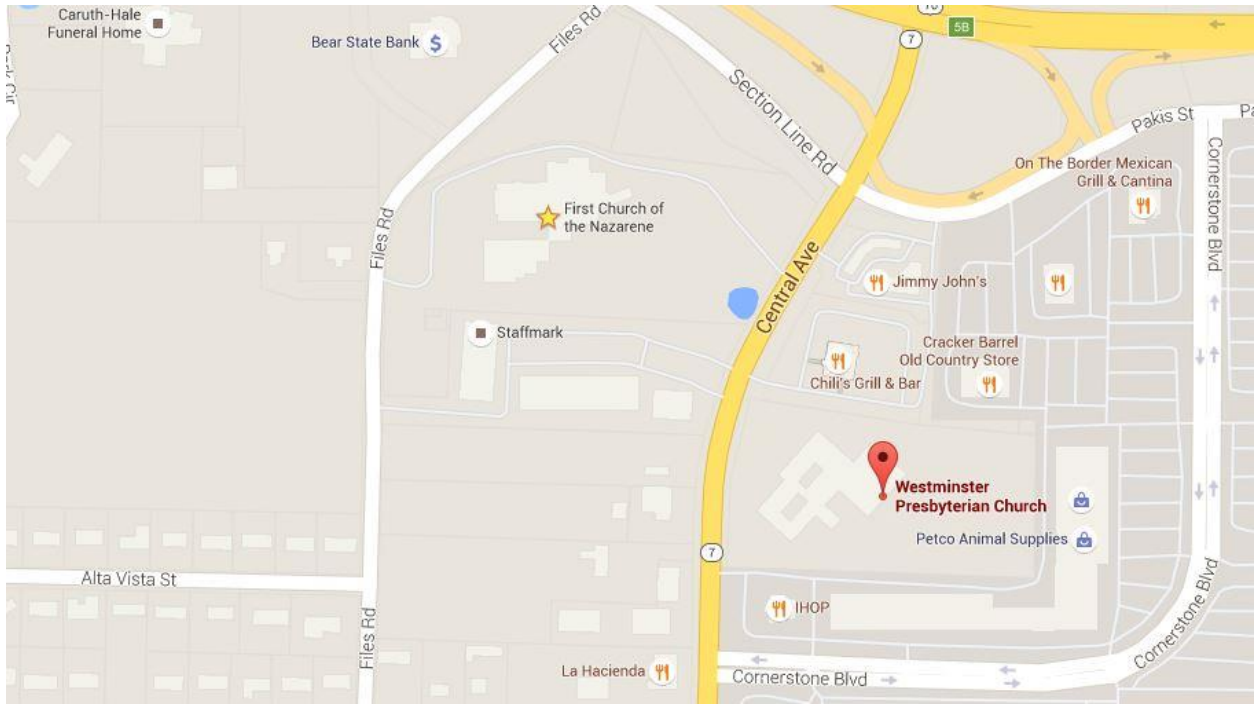 Caruth-Hale
Funeral Home
Bear State Bank
$
Files Rd
7
5B
Section Line Rd
Pakis St
On The Border Mexican
Grill & Cantina
Cornerstone Blvd
Files Rd
First Church of
the Nazarene
Central Ave
Jimmy John's
Staffmark
Cracker Barrel
Old Country Store
Chili's Grill & Bar
Westminster
Presbyterian Church
Petco Animal Supplies
7
Alta Vista St
Files Rd
IHOP
La Hacienda
Cornerstone Blvd
Cornerstone Blvd